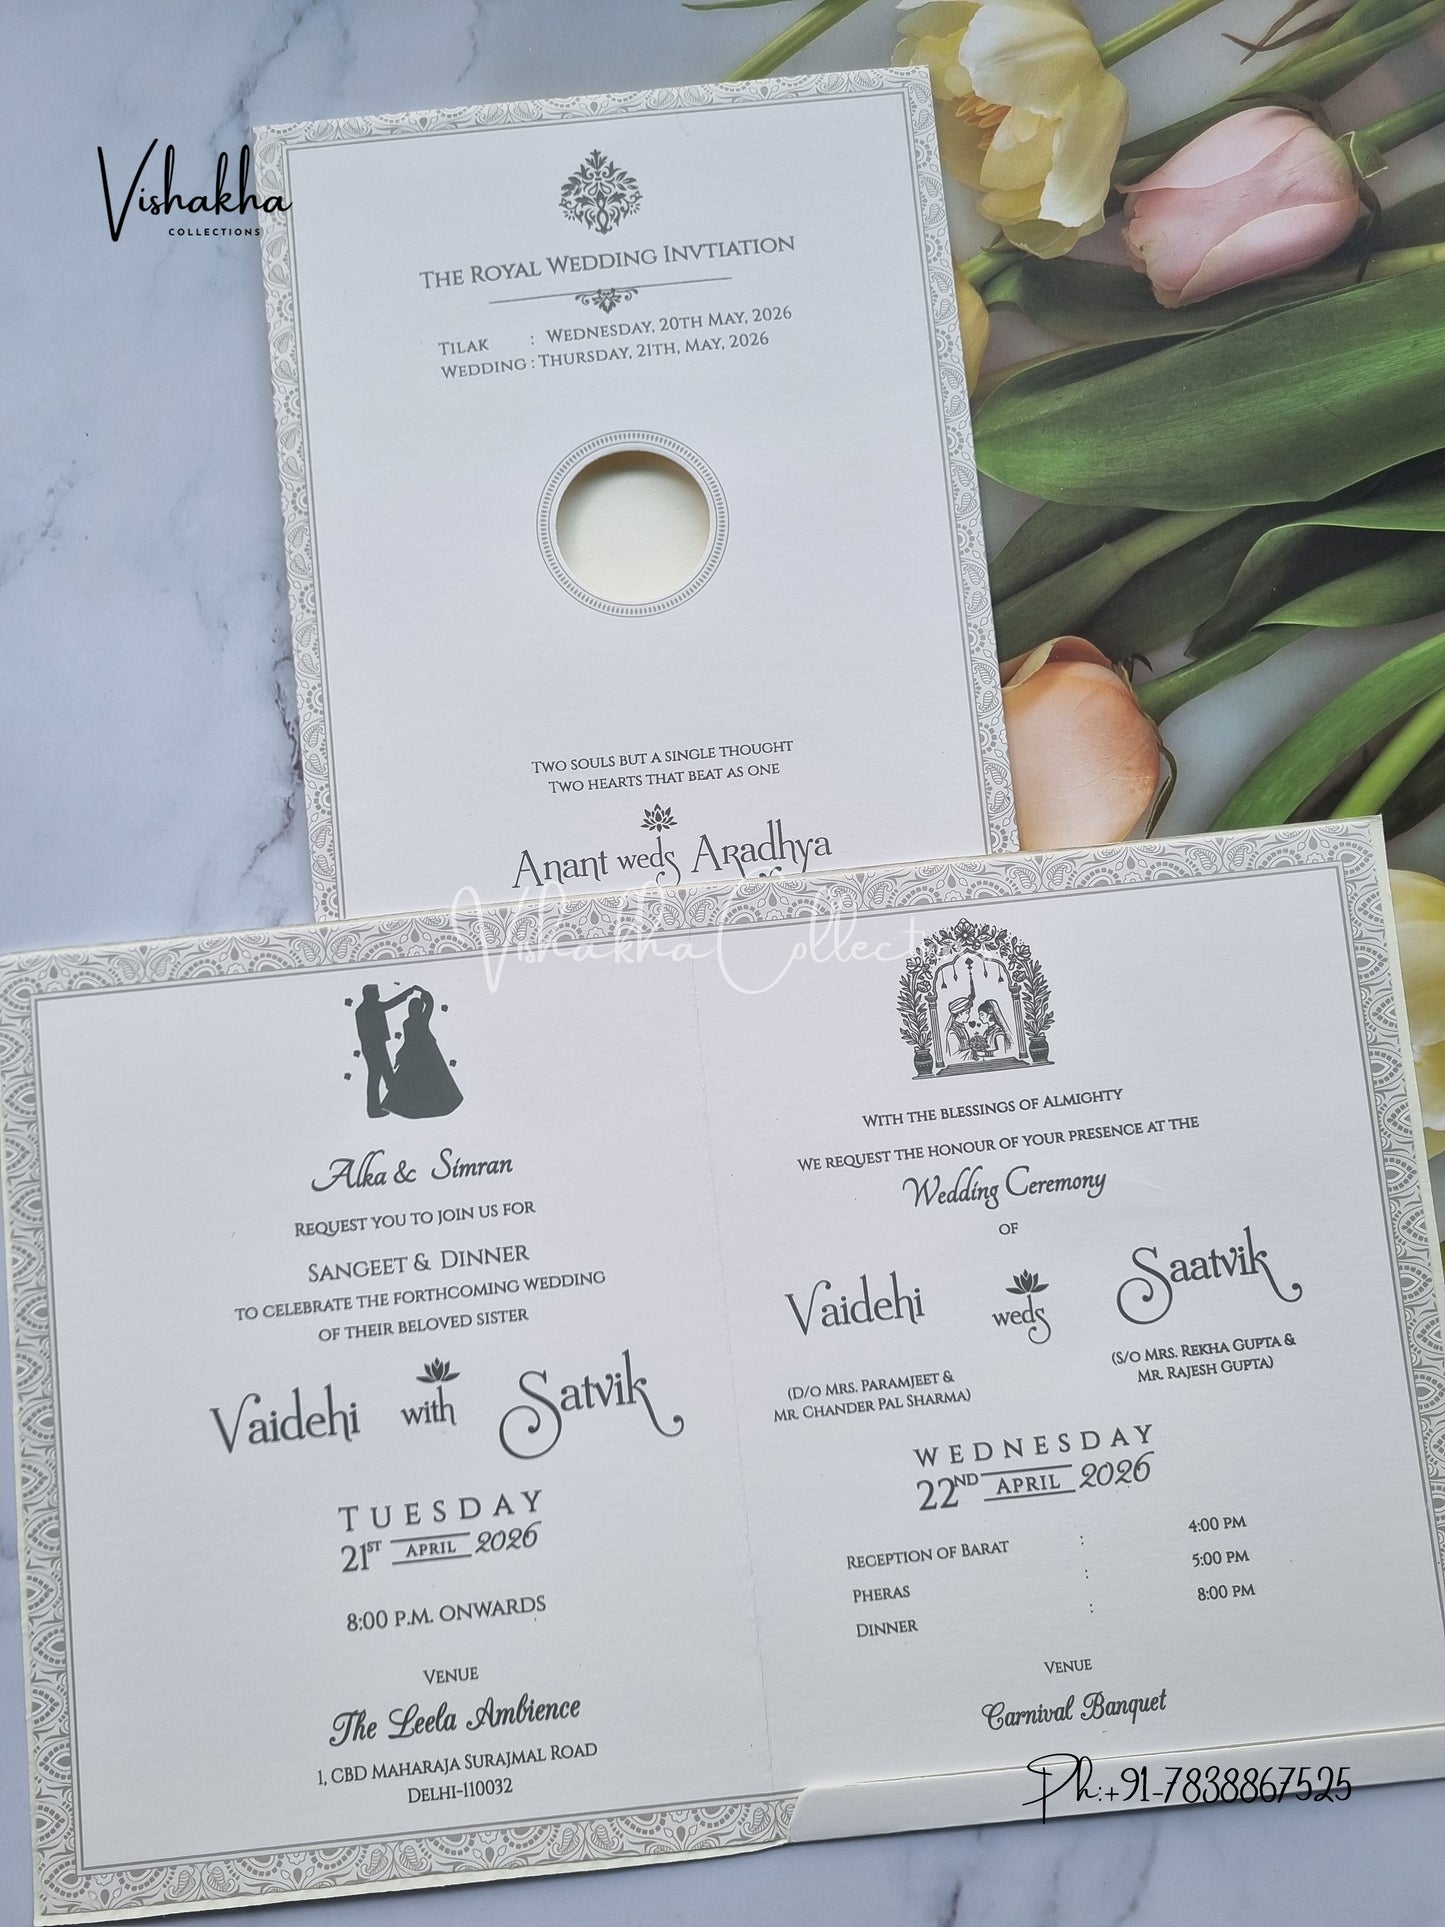 Vishakha
COLLECTIONS
THE ROYAL WEDDING INVTIATION
TILAK : WEDNESDAY, 20TH MAY, 2026
WEDDING : THURSDAY, 21TH, MAY, 2026
TWO SOULS BUT A SINGLE THOUGHT
TWO HEARTS THAT BEAT AS ONE
Anant weds Aradhya
Vishakha Collections
Alka & Simran
REQUEST YOU TO JOIN US FOR
SANGEET & DINNER
TO CELEBRATE THE FORTHCOMING WEDDING
OF THEIR BELOVED SISTER
Vaidehi with Satvik
TUESDAY
21ST APRIL 2026
8:00 P.M. ONWARDS
VENUE
The Leela Ambience
1, CBD MAHARAJA SURAJMAL ROAD
DELHI-110032
WITH THE BLESSINGS OF ALMIGHTY
WE REQUEST THE HONOUR OF YOUR PRESENCE AT THE
Wedding Ceremony
OF
Vaidehi weds Saatvik
(D/O MRS. PARAMJEET &
MR. CHANDER PAL SHARMA)
(S/O MRS. REKHA GUPTA &
MR. RAJESH GUPTA)
WEDNESDAY
22ND APRIL 2026
RECEPTION OF BARAT : 4:00 PM
PHERAS : 5:00 PM
DINNER : 8:00 PM
VENUE
Carnival Banquet
Ph:+91-7838867525